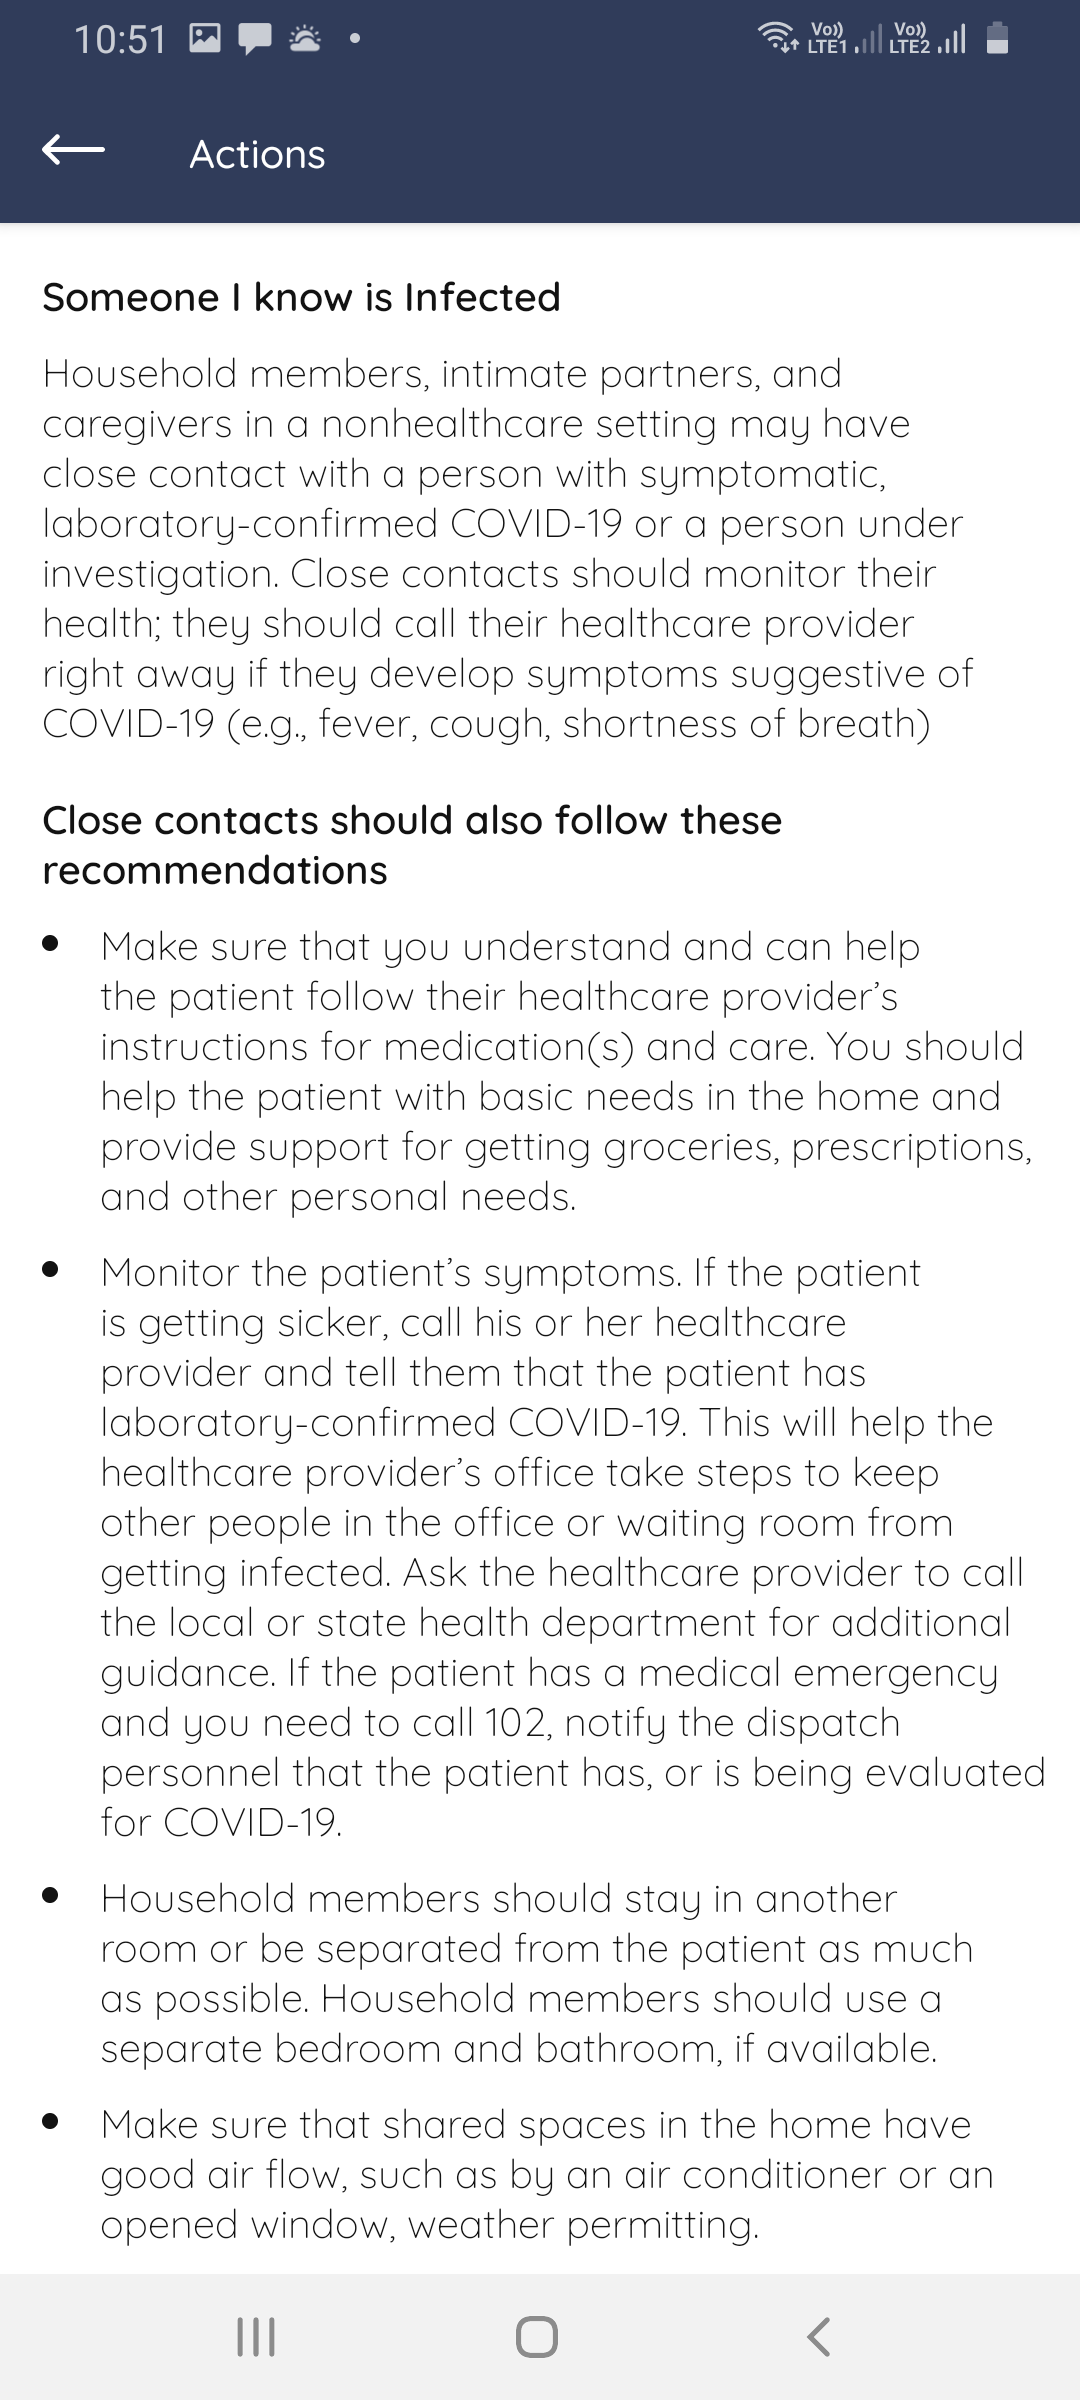 10:51
Vo)) LTE1 Vo)) LTE2
Actions
Someone I know is Infected
Household members, intimate partners, and
caregivers in a nonhealthcare setting may have
close contact with a person with symptomatic,
laboratory-confirmed COVID-19 or a person under
investigation. Close contacts should monitor their
health; they should call their healthcare provider
right away if they develop symptoms suggestive of
COVID-19 (e.g., fever, cough, shortness of breath)
Close contacts should also follow these
recommendations
• Make sure that you understand and can help
the patient follow their healthcare provider’s
instructions for medication(s) and care. You should
help the patient with basic needs in the home and
provide support for getting groceries, prescriptions,
and other personal needs.
• Monitor the patient’s symptoms. If the patient
is getting sicker, call his or her healthcare
provider and tell them that the patient has
laboratory-confirmed COVID-19. This will help the
healthcare provider’s office take steps to keep
other people in the office or waiting room from
getting infected. Ask the healthcare provider to call
the local or state health department for additional
guidance. If the patient has a medical emergency
and you need to call 102, notify the dispatch
personnel that the patient has, or is being evaluated
for COVID-19.
• Household members should stay in another
room or be separated from the patient as much
as possible. Household members should use a
separate bedroom and bathroom, if available.
• Make sure that shared spaces in the home have
good air flow, such as by an air conditioner or an
opened window, weather permitting.